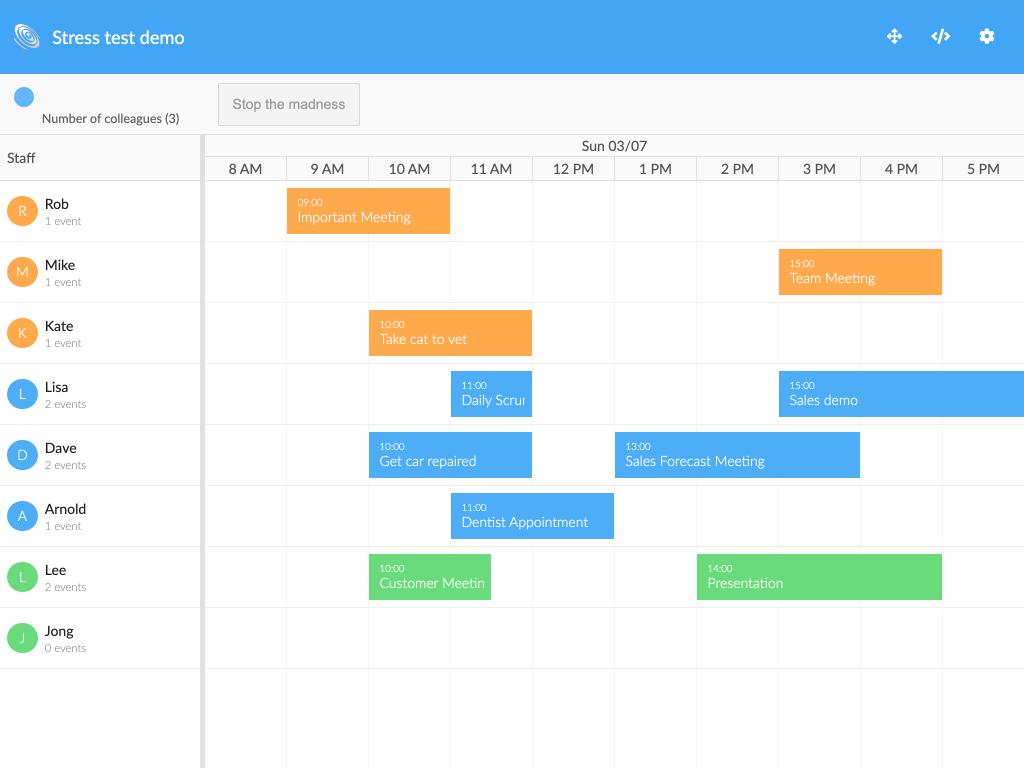 Stress test demo
Number of colleagues (3)
Stop the madness
Staff
Sun 03/07
8 AM 9 AM 10 AM 11 AM 12 PM 1 PM 2 PM 3 PM 4 PM 5 PM
R
Rob
1 event
09:00
Important Meeting
M
Mike
1 event
15:00
Team Meeting
K
Kate
1 event
10:00
Take cat to vet
L
Lisa
2 events
11:00
Daily Scrur
15:00
Sales demo
D
Dave
2 events
10:00
Get car repaired
13:00
Sales Forecast Meeting
A
Arnold
1 event
11:00
Dentist Appointment
L
Lee
2 events
10:00
Customer Meetin
14:00
Presentation
J
Jong
0 events